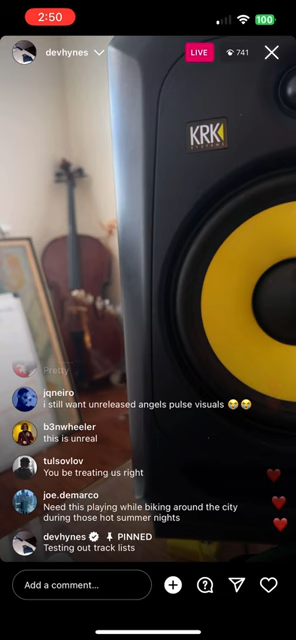 2:50
100
devhynes
LIVE
741
KRK
SYSTEMS
Pretty
jqneiro
i still want unreleased angels pulse visuals 😭😭
b3nwheeler
this is unreal
tulsovlov
You be treating us right
joe.demarco
Need this playing while biking around the city
during those hot summer nights
devhynes PINNED
Testing out track lists
Add a comment...